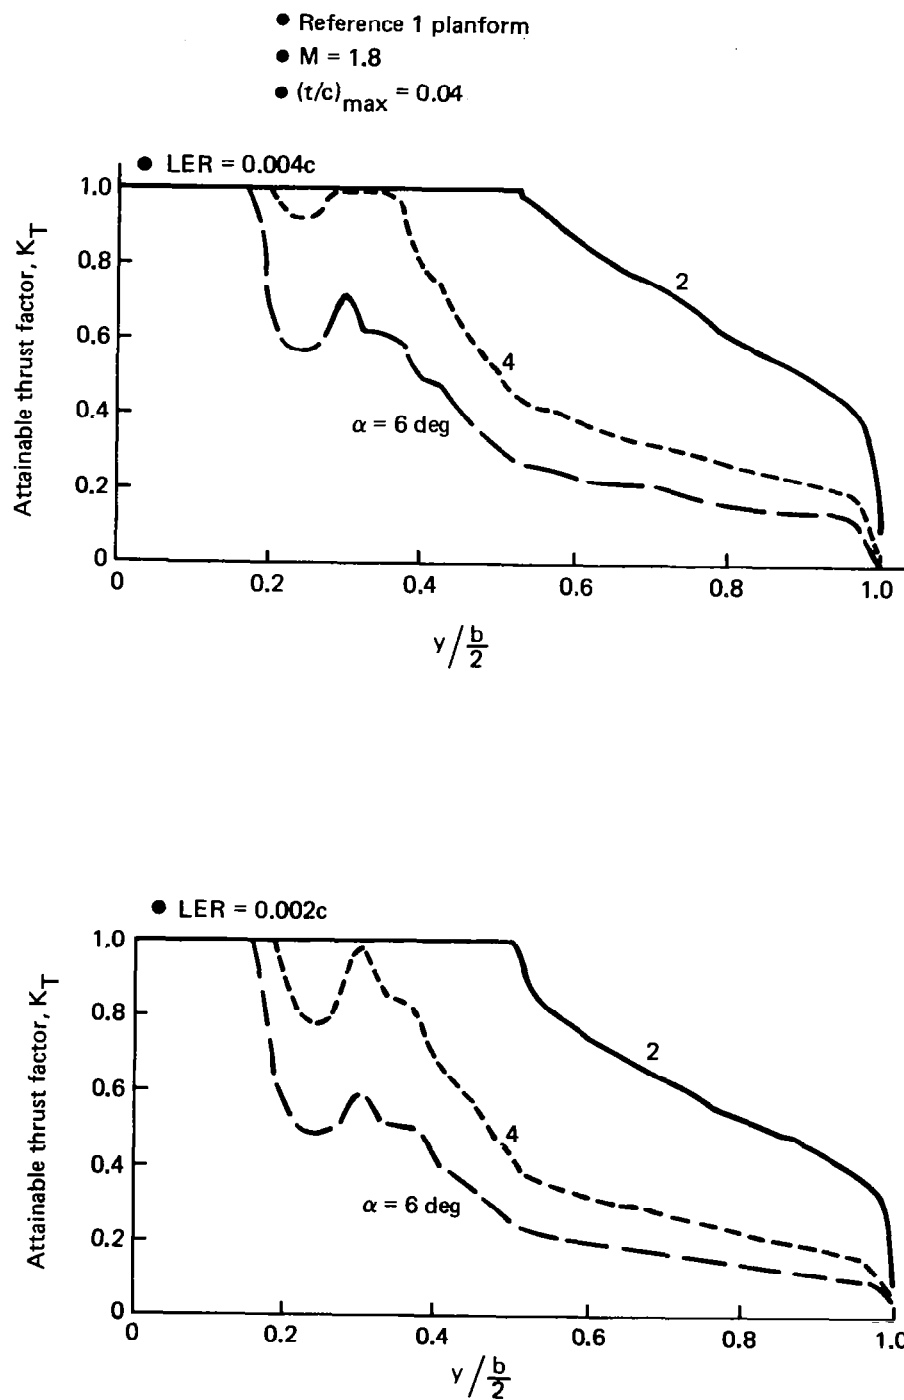 ● Reference 1 planform
● M = 1.8
● (t/c)max = 0.04
● LER = 0.004c
1.0
0.8
0.6
0.4
0.2
0
Attainable thrust factor, KT
2
4
α = 6 deg
0 0.2 0.4 0.6 0.8 1.0
y / b/2
● LER = 0.002c
1.0
0.8
0.6
0.4
0.2
0
Attainable thrust factor, KT
2
4
α = 6 deg
0 0.2 0.4 0.6 0.8 1.0
y / b/2